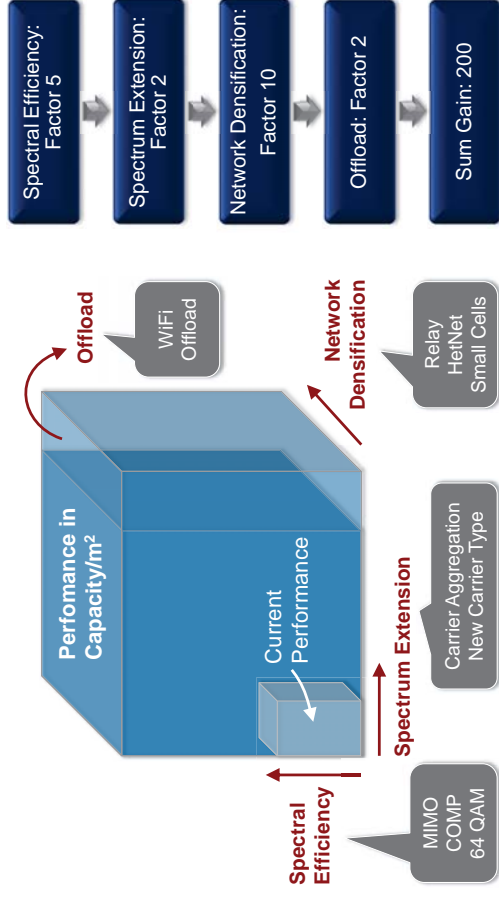 Perfomance in
Capacity/m²
Current
Performance
Spectral
Efficiency
MIMO
COMP
64 QAM
Spectrum Extension
Carrier Aggregation
New Carrier Type
Network
Densification
Relay
HetNet
Small Cells
Offload
WiFi
Offload
Spectral Efficiency:
Factor 5
Spectrum Extension:
Factor 2
Network Densification:
Factor 10
Offload: Factor 2
Sum Gain: 200